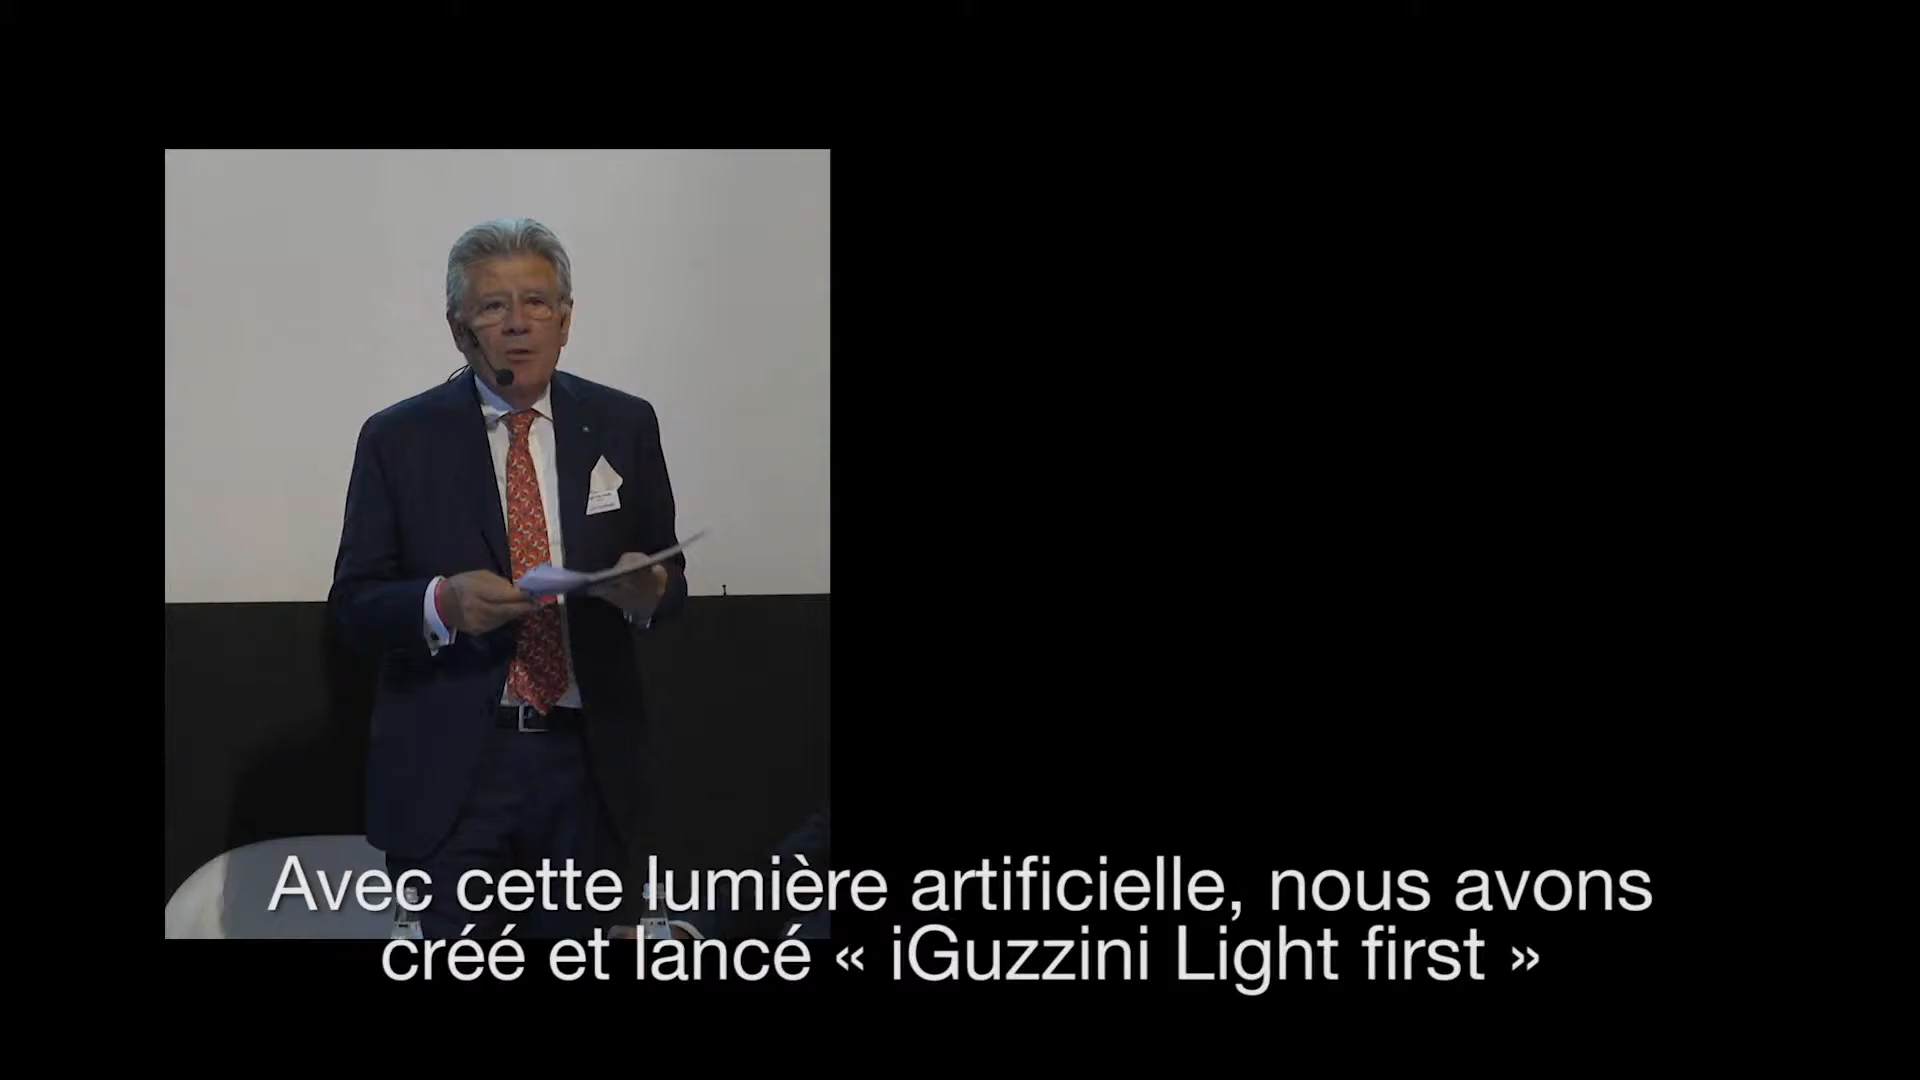 Avec cette lumière artificielle, nous avons
créé et lancé « iGuzzini Light first »